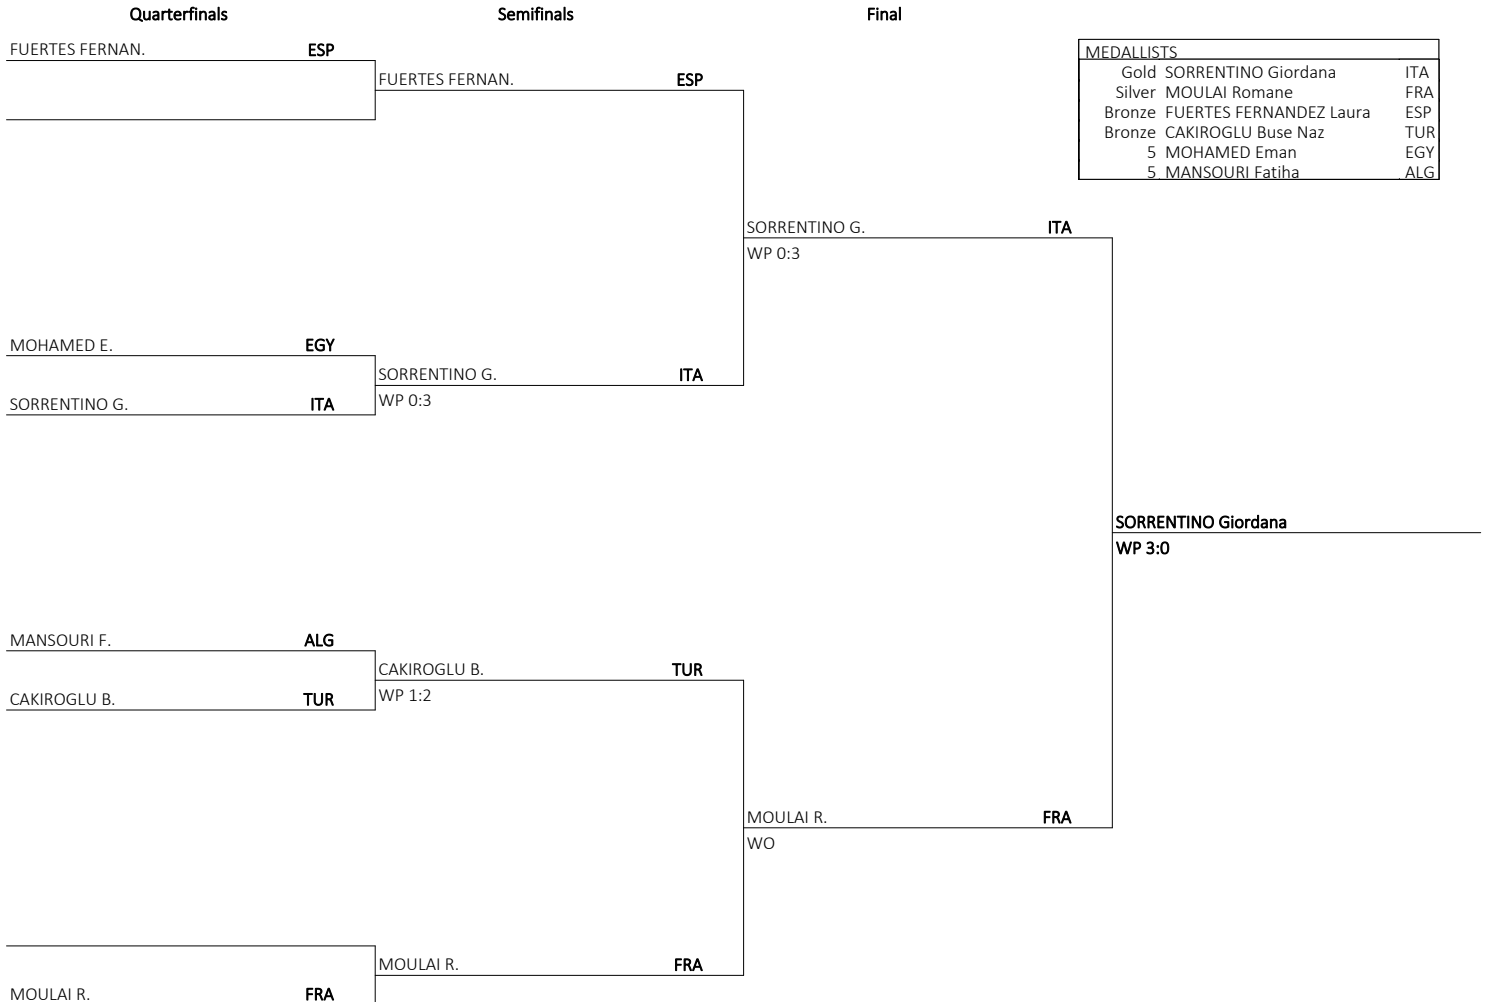 Quarterfinals Semifinals Final
FUERTES FERNAN. ESP
MEDALLISTS
Gold SORRENTINO Giordana ITA
FUERTES FERNAN. ESP
Silver MOULAI Romane FRA
Bronze FUERTES FERNANDEZ Laura ESP
Bronze CAKIROGLU Buse Naz TUR
5 MOHAMED Eman EGY
5 MANSOURI Fatiha ALG
SORRENTINO G. ITA
WP 0:3
MOHAMED E. EGY
SORRENTINO G. ITA
WP 0:3
SORRENTINO G. ITA
SORRENTINO Giordana
WP 3:0
MANSOURI F. ALG
CAKIROGLU B. TUR
WP 1:2
CAKIROGLU B. TUR
MOULAI R. FRA
WO
MOULAI R. FRA
MOULAI R. FRA